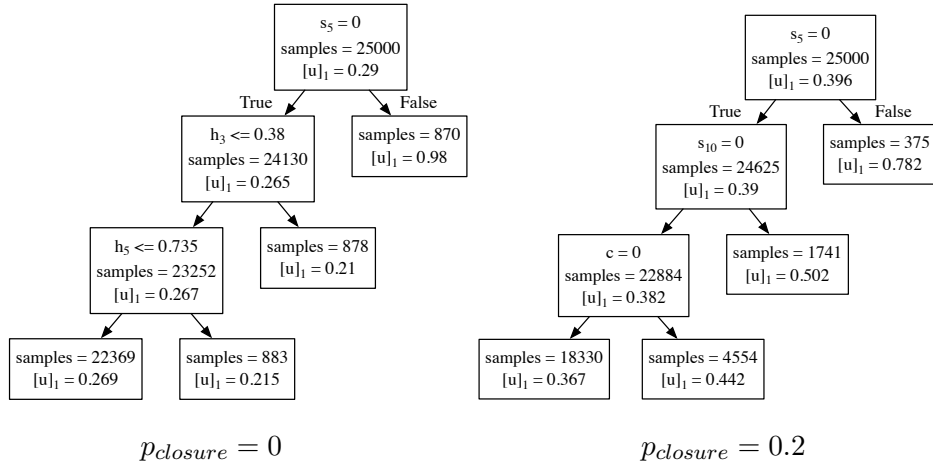 s₅ = 0
samples = 25000
[u]₁ = 0.29
True
False
h₃ <= 0.38
samples = 24130
[u]₁ = 0.265
samples = 870
[u]₁ = 0.98
h₅ <= 0.735
samples = 23252
[u]₁ = 0.267
samples = 878
[u]₁ = 0.21
samples = 22369
[u]₁ = 0.269
samples = 883
[u]₁ = 0.215
p_closure = 0
s₅ = 0
samples = 25000
[u]₁ = 0.396
True
False
s₁₀ = 0
samples = 24625
[u]₁ = 0.39
samples = 375
[u]₁ = 0.782
c = 0
samples = 22884
[u]₁ = 0.382
samples = 1741
[u]₁ = 0.502
samples = 18330
[u]₁ = 0.367
samples = 4554
[u]₁ = 0.442
p_closure = 0.2